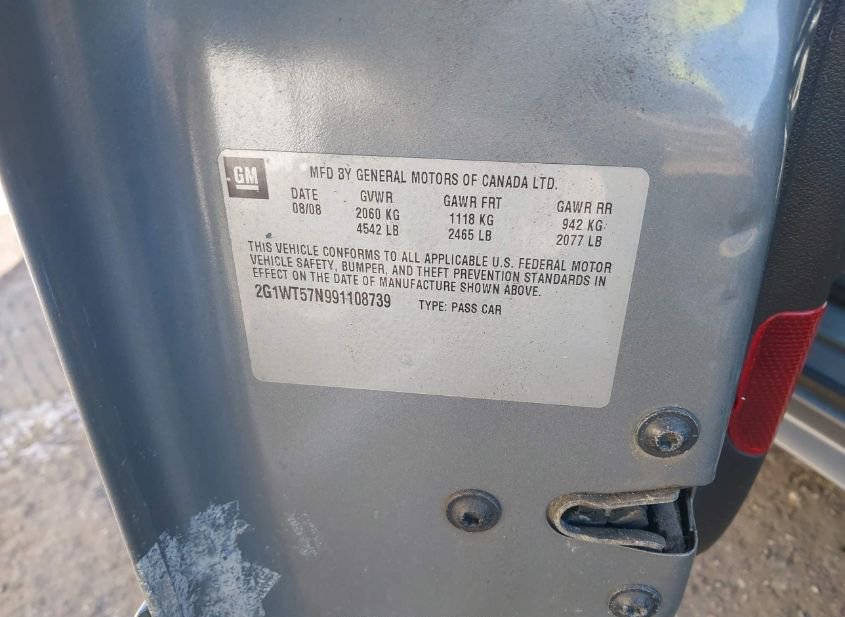 GM
MFD BY GENERAL MOTORS OF CANADA LTD.
DATE GVWR GAWR FRT GAWR RR
08/08 2060 KG 1118 KG 942 KG
4542 LB 2465 LB 2077 LB
THIS VEHICLE CONFORMS TO ALL APPLICABLE U.S. FEDERAL MOTOR
VEHICLE SAFETY, BUMPER, AND THEFT PREVENTION STANDARDS IN
EFFECT ON THE DATE OF MANUFACTURE SHOWN ABOVE.
2G1WT57N991108739 TYPE: PASS CAR